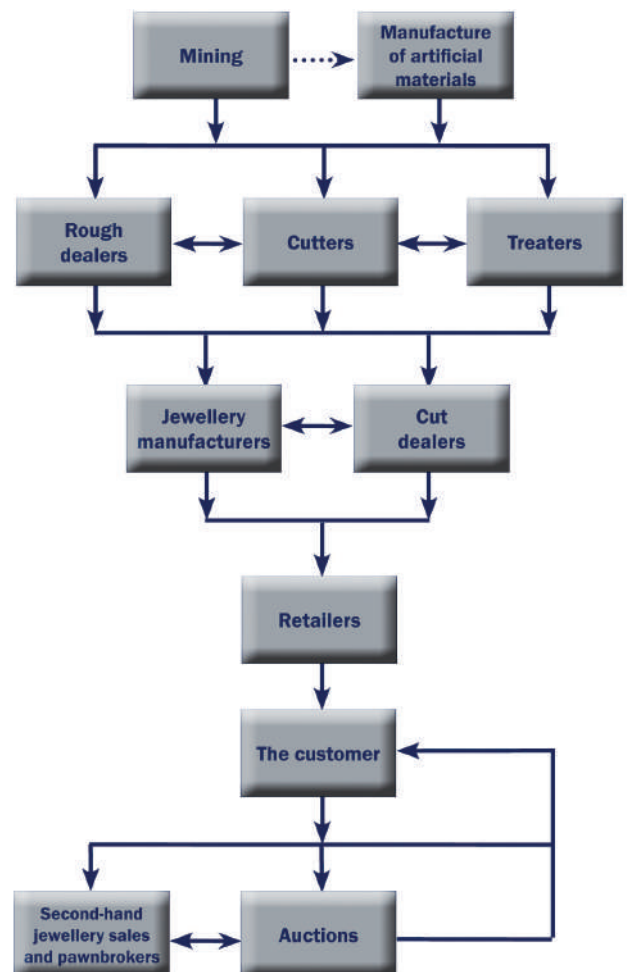 Mining
Manufacture
of artificial
materials
Rough
dealers
Cutters
Treaters
Jewellery
manufacturers
Cut
dealers
Retailers
The customer
Second-hand
jewellery sales
and pawnbrokers
Auctions